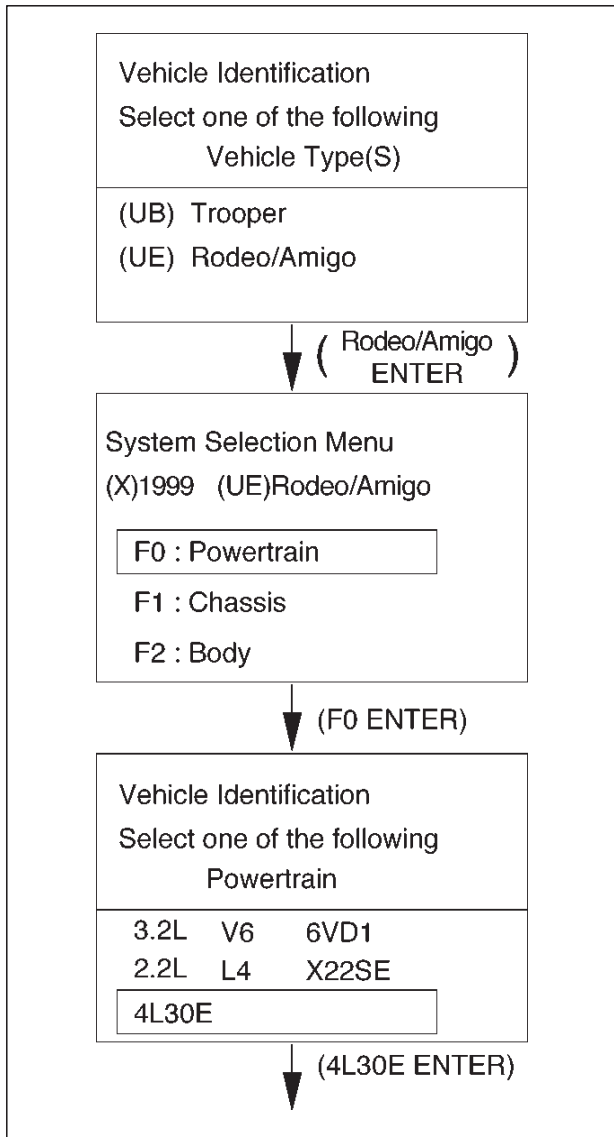 Vehicle Identification
Select one of the following
Vehicle Type(S)
(UB) Trooper
(UE) Rodeo/Amigo
( Rodeo/Amigo
ENTER )
System Selection Menu
(X)1999 (UE)Rodeo/Amigo
F0 : Powertrain
F1 : Chassis
F2 : Body
(F0 ENTER)
Vehicle Identification
Select one of the following
Powertrain
3.2L V6 6VD1
2.2L L4 X22SE
4L30E
(4L30E ENTER)